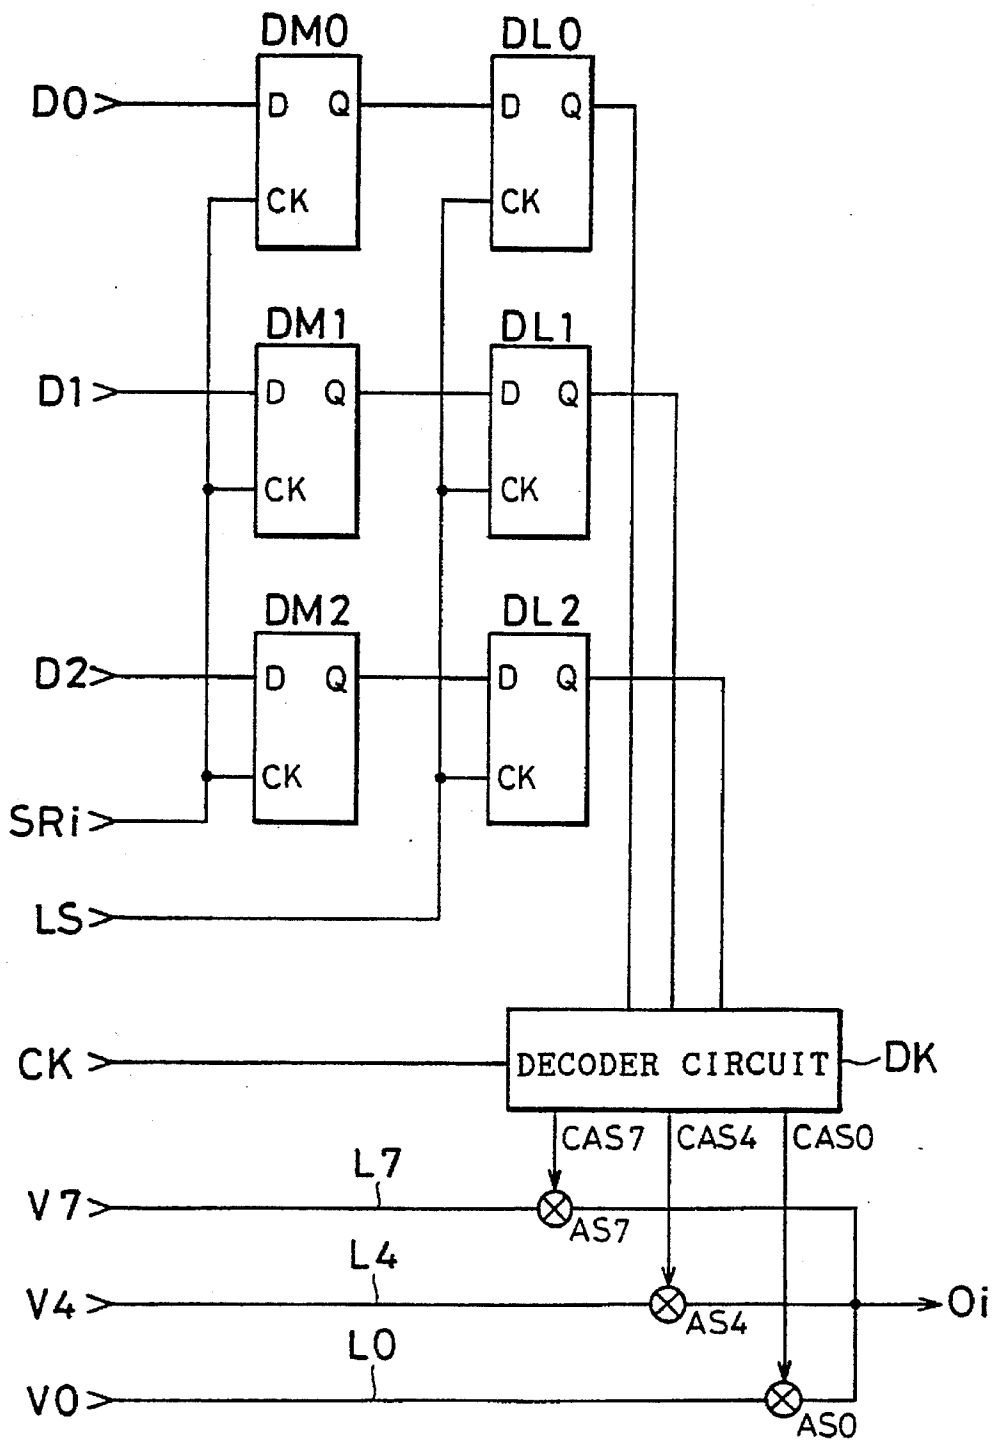 DM0 DL0
D0 D Q D Q
CK CK
DM1 DL1
D1 D Q D Q
CK CK
DM2 DL2
D2 D Q D Q
CK CK
SRi
LS
CK DECODER CIRCUIT DK
CAS7 CAS4 CAS0
L7
V7 AS7
L4
V4 AS4 Oi
L0
V0 AS0